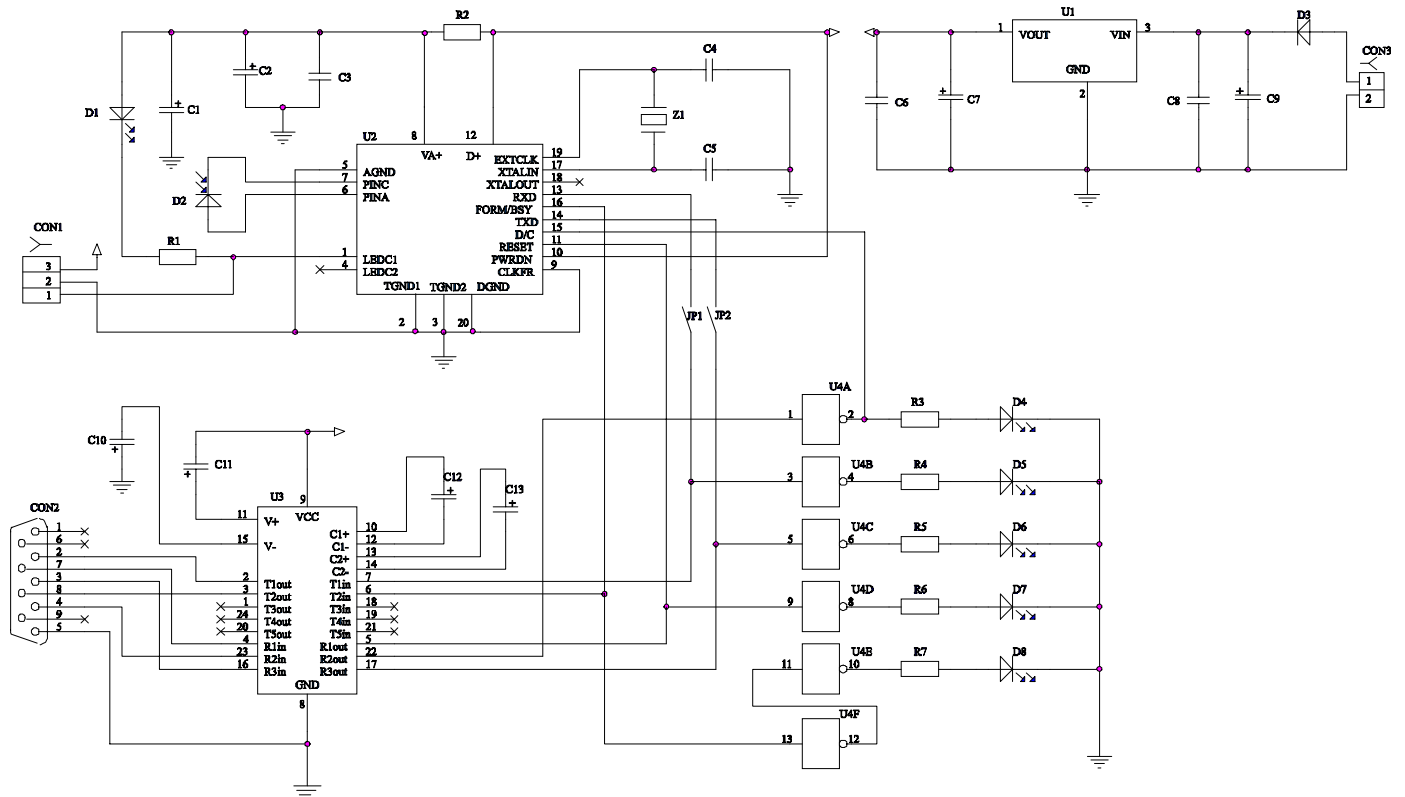 R2
U1
D3
1
VOUT
VIN
3
CON3
C4
C2
C3
GND
1
2
D1
C1
C6
C7
2
C8
C9
Z1
U2
8
12
VA+
D+
C5
5
AGND
EXTCLK
19
7
PINC
XTALIN
17
6
PINA
XTALOUT
18
D2
RXD
13
FORM/BSY
16
TXD
14
CON1
D/C
15
R1
RESET
11
1
LEDC1
PWRDN
10
3
4
LEDC2
CLKFR
9
2
TGND1
TGND2
DGND
1
2
3
20
JP1
JP2
U4A
R3
D4
1
2
C10
C11
C12
U4B
R4
D5
3
4
C13
U3
9
CON2
11
V+
VCC
10
C1+
U4C
R5
D6
1
12
C1-
5
6
6
15
V-
13
C2+
2
14
C2-
7
2
T1out
T1in
7
U4D
R6
D7
3
3
T2out
T2in
6
8
1
T3out
T3in
18
9
8
4
24
T4out
T4in
19
9
20
T5out
T5in
21
5
4
R1in
R1out
5
U4E
R7
D8
23
R2in
R2out
22
11
10
16
R3in
R3out
17
GND
8
U4F
13
12